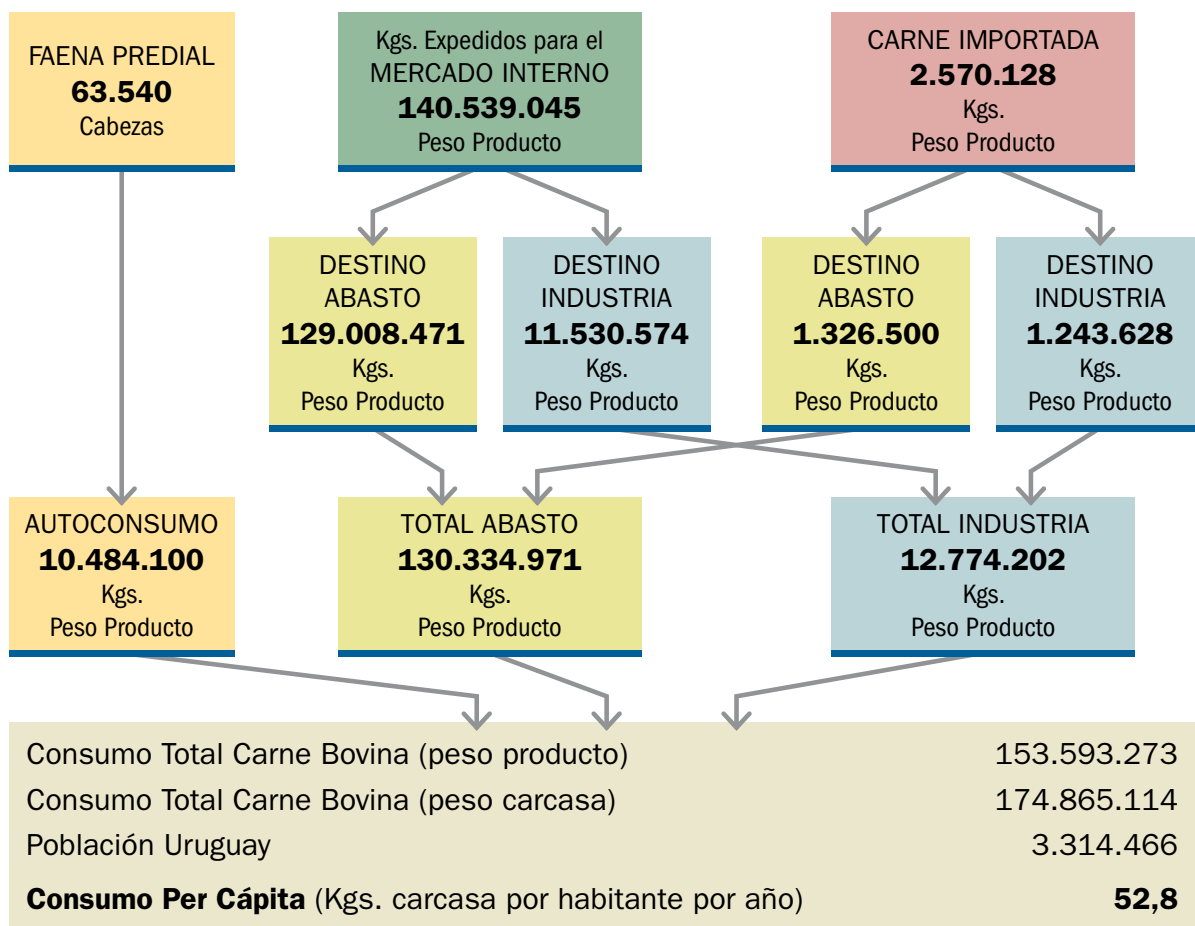 FAENA PREDIAL
63.540
Cabezas
Kgs. Expedidos para el
MERCADO INTERNO
140.539.045
Peso Producto
CARNE IMPORTADA
2.570.128
Kgs.
Peso Producto
DESTINO
ABASTO
129.008.471
Kgs.
Peso Producto
DESTINO
INDUSTRIA
11.530.574
Kgs.
Peso Producto
DESTINO
ABASTO
1.326.500
Kgs.
Peso Producto
DESTINO
INDUSTRIA
1.243.628
Kgs.
Peso Producto
AUTOCONSUMO
10.484.100
Kgs.
Peso Producto
TOTAL ABASTO
130.334.971
Kgs.
Peso Producto
TOTAL INDUSTRIA
12.774.202
Kgs.
Peso Producto
Consumo Total Carne Bovina (peso producto) 153.593.273
Consumo Total Carne Bovina (peso carcasa) 174.865.114
Población Uruguay 3.314.466
Consumo Per Cápita (Kgs. carcasa por habitante por año) 52,8